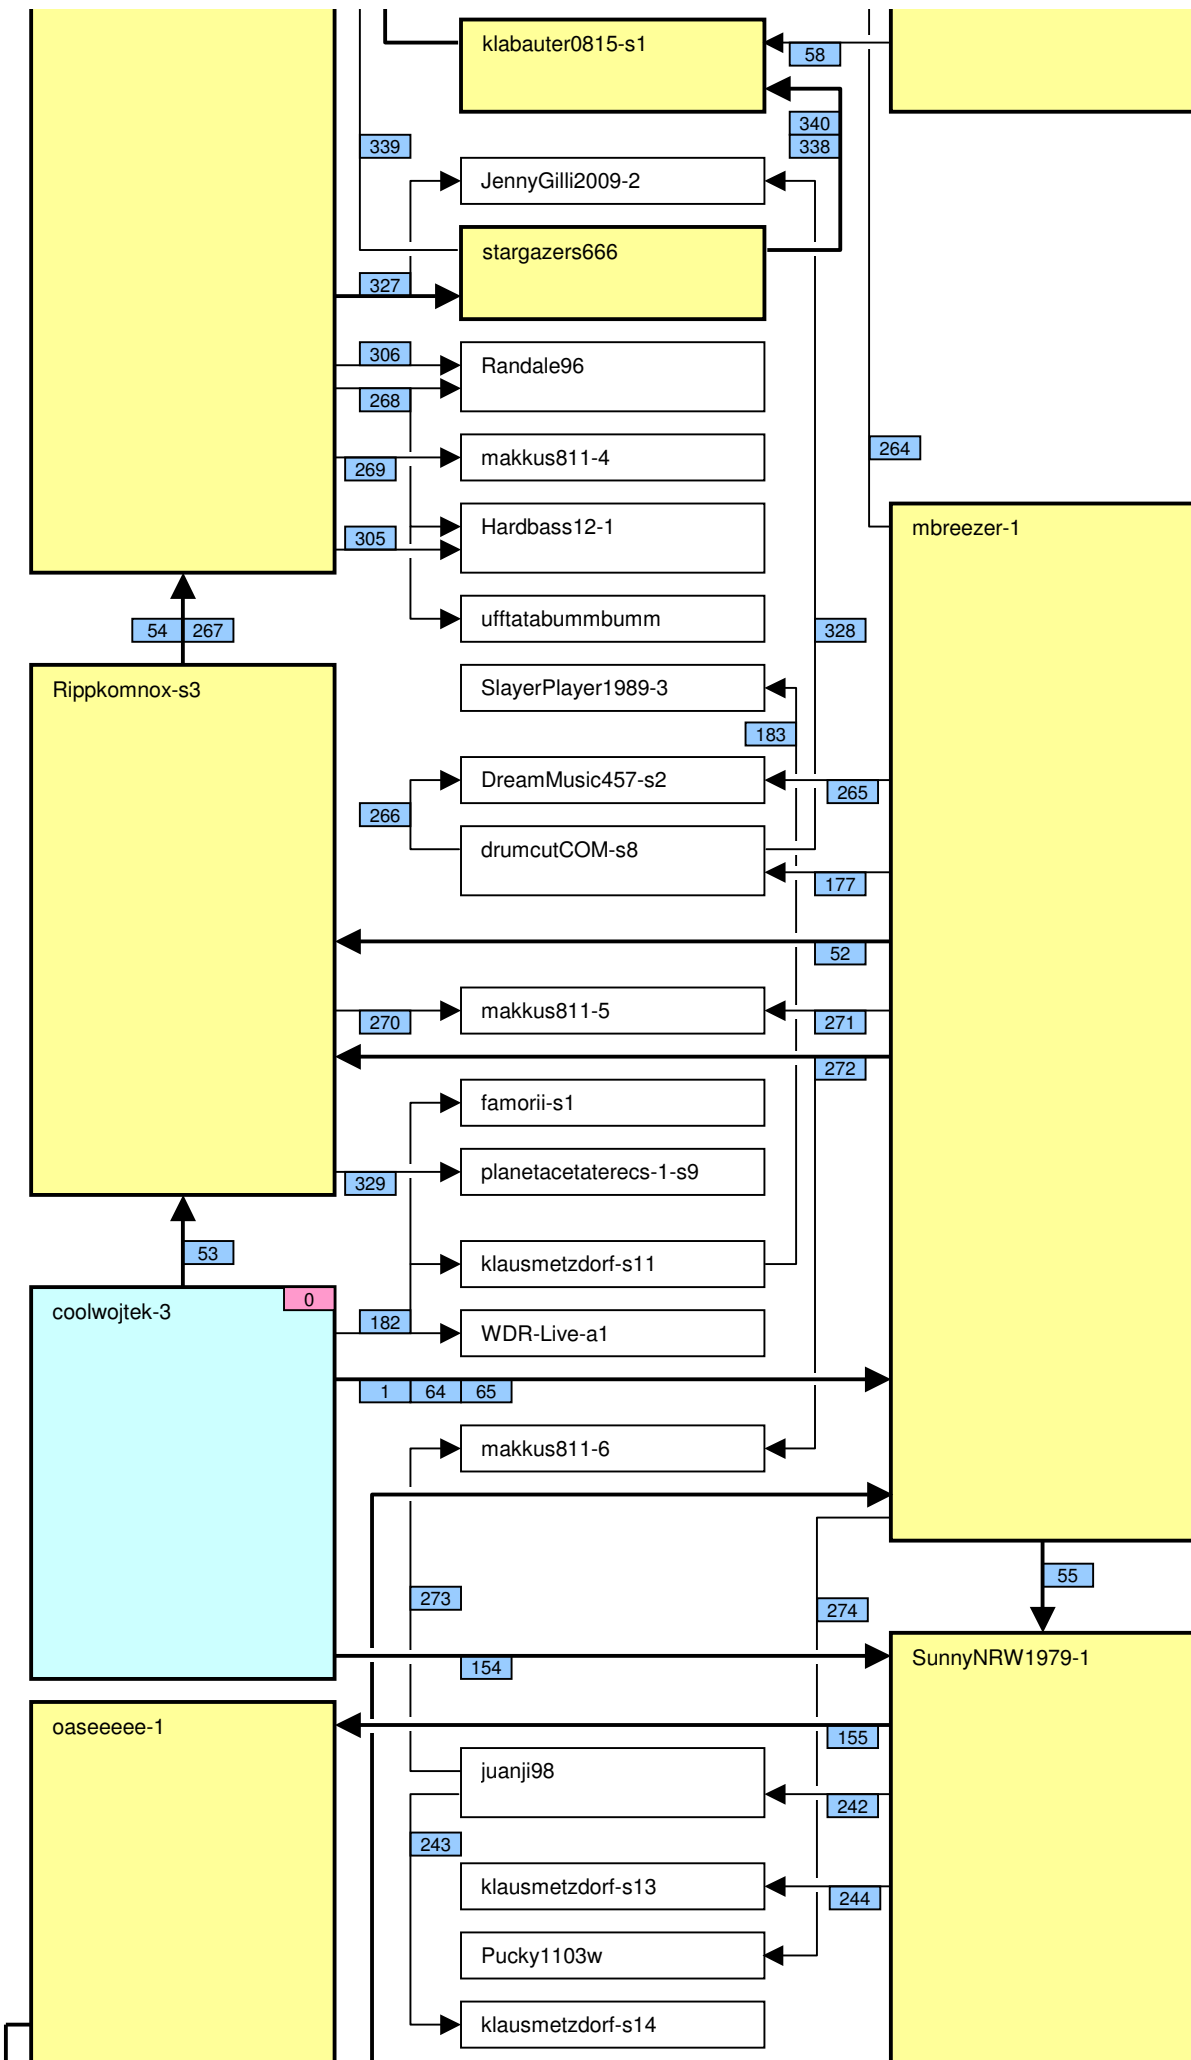 klabauter0815-s1
58
340
339
338
JennyGilli2009-2
stargazers666
327
306
Randale96
268
264
makkus811-4
269
Hardbass12-1
mbreezer-1
305
ufftatabummbumm
54 267
328
Rippkomnox-s3
SlayerPlayer1989-3
183
DreamMusic457-s2
265
266
drumcutCOM-s8
177
52
makkus811-5
270
271
272
famorii-s1
planetacetaterecs-1-s9
329
53
klausmetzdorf-s11
0
coolwojtek-3
182
WDR-Live-a1
1 64 65
makkus811-6
55
273
274
SunnyNRW1979-1
154
oaseeeee-1
155
juanji98
242
243
klausmetzdorf-s13
244
Pucky1103w
klausmetzdorf-s14